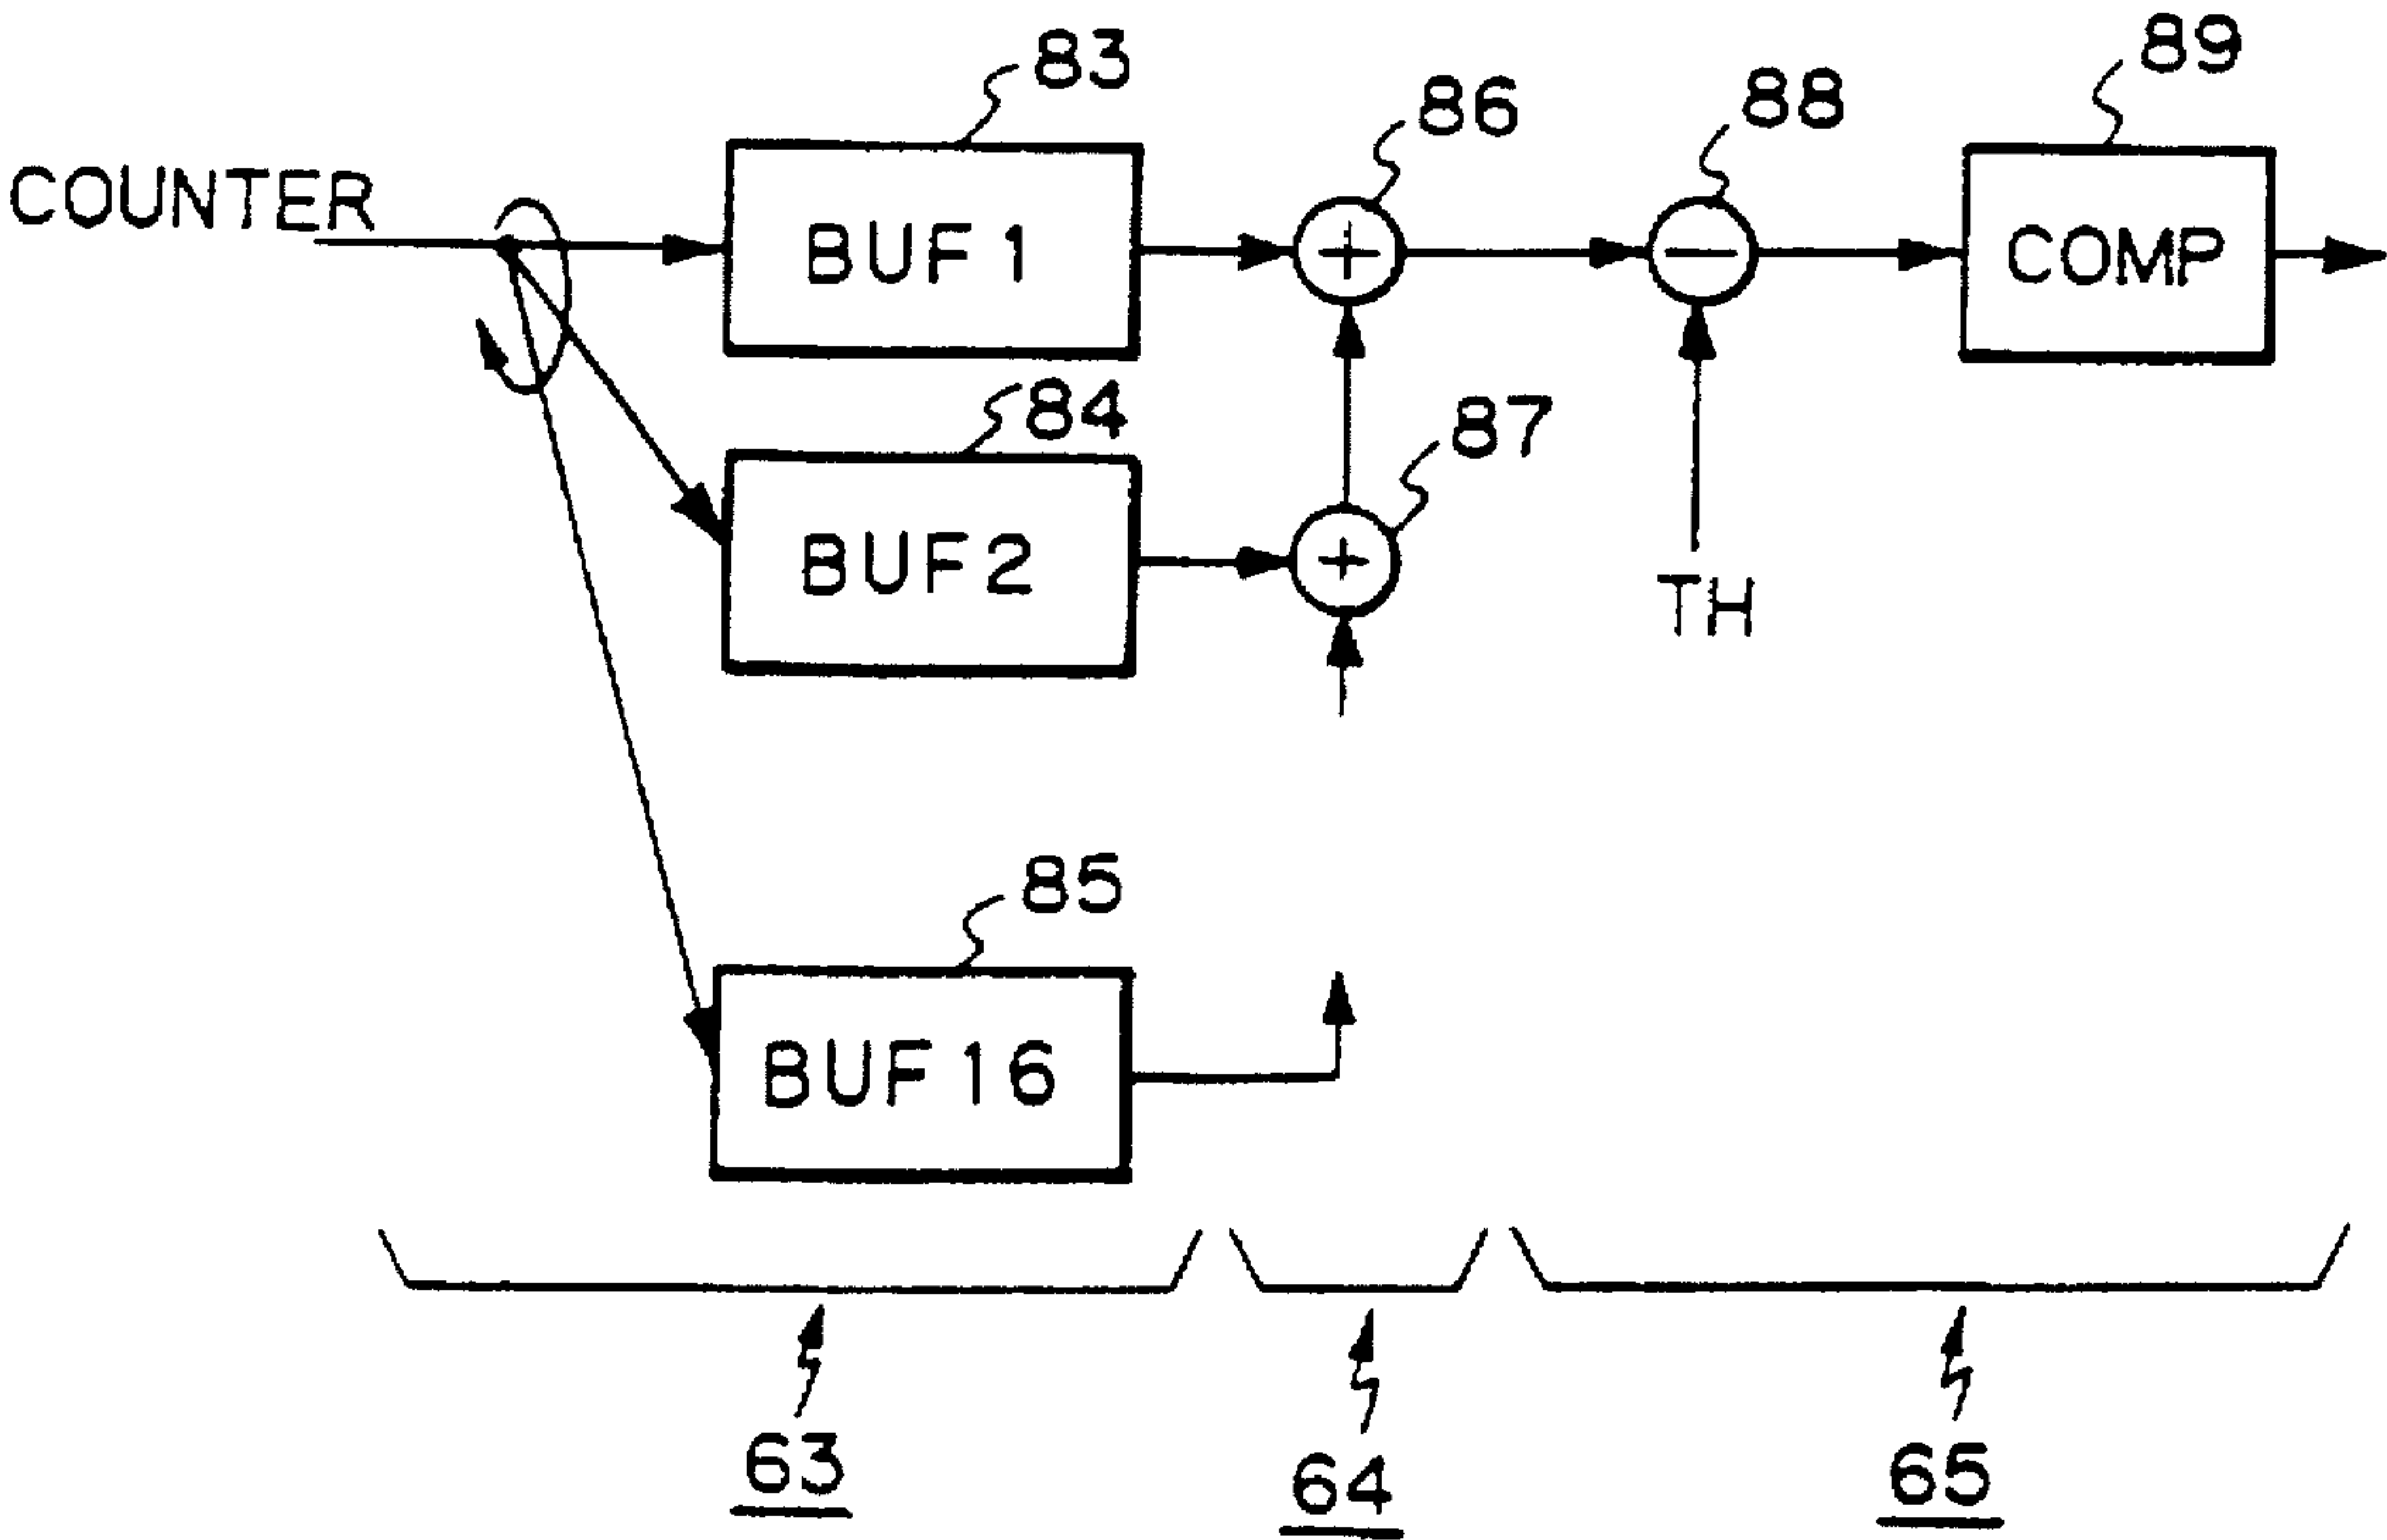 83
86
88
89
COUNTER
BUF 1
+
−
COMP
84
87
BUF 2
+
TH
85
BUF 16
63
64
65